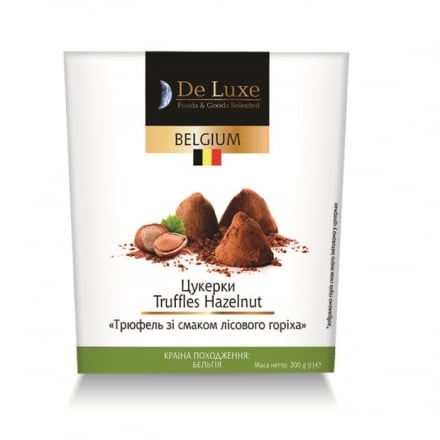 De Luxe
Foods & Goods Selected
BELGIUM
Цукерки
Truffles Hazelnut
«Трюфель зі смаком лісового горіха»
КРАЇНА ПОХОДЖЕННЯ:
БЕЛЬГІЯ
Маса нетто: 200 g (г) e